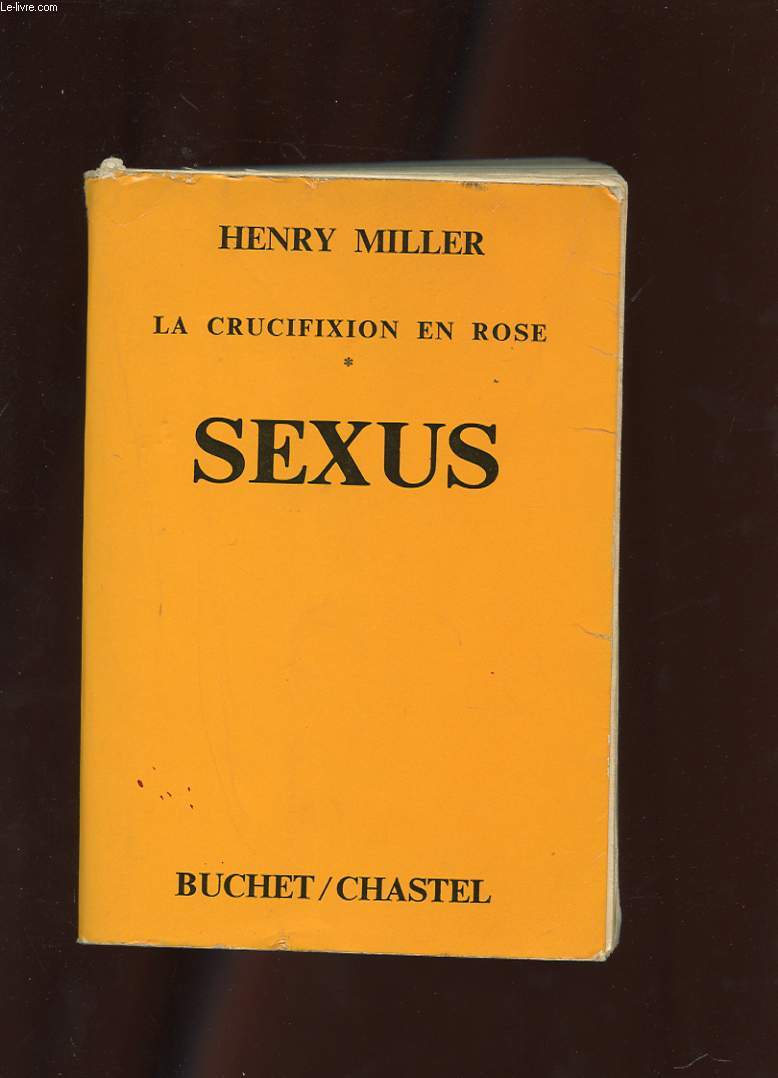 Le-livre.com
HENRY MILLER
LA CRUCIFIXION EN ROSE
*
SEXUS
BUCHET/CHASTEL